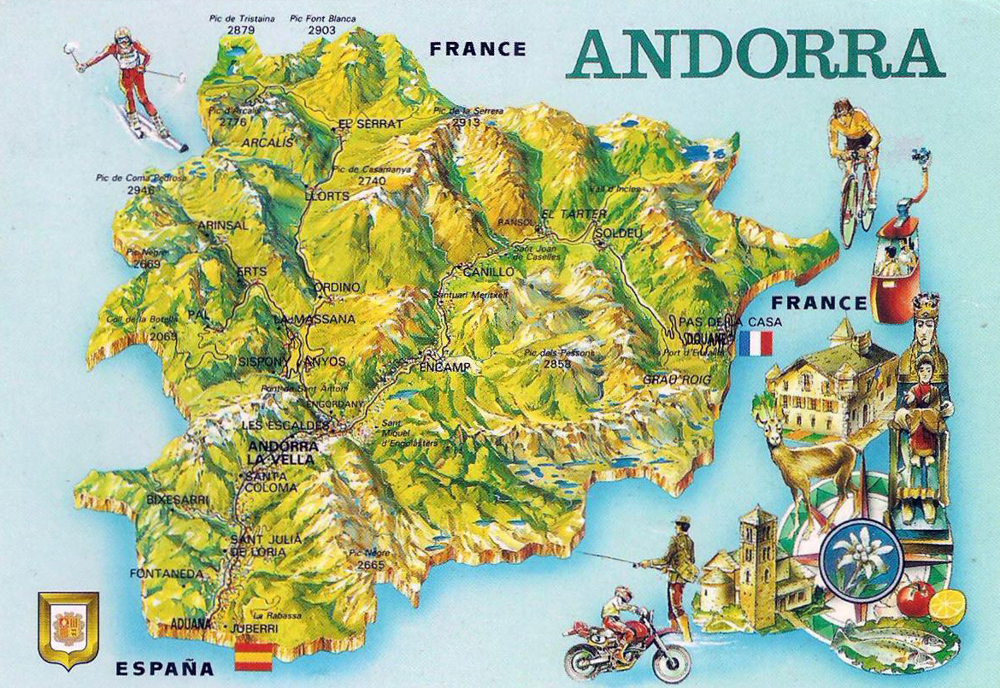 Pic de Tristaina
2879
Pic Font Blanca
2903
FRANCE
ANDORRA
Pic d'Arcalis
2776
ARCALÍS
EL SERRAT
Pic de la Serrera
2913
Pic de Coma Pedrosa
2946
Pic de Casamanya
2740
LLORTS
Vall d'Incles
EL TARTER
RANSOL
SOLDEU
ARINSAL
Pic Negre
2669
Sant Joan
de Caselles
ERTS
CANILLO
ORDINO
Santuari Meritxell
FRANCE
Coll de la Botella
2069
PAL
LA MASSANA
PAS DE LA CASA
DOUANE
Port d'Envalira
SISPONY
ANYOS
ENCAMP
Pic dels Pessons
2858
GRAU ROIG
Pont de Sant Antoni
ENGORDANY
LES ESCALDES
Sant
Miquel
d'Engolasters
ANDORRA
LA VELLA
SANTA
COLOMA
BIXESARRI
SANT JULIÀ
DE LÒRIA
Pic Negre
2665
FONTANEDA
La Rabassa
ADUANA
JUBERRI
ESPAÑA